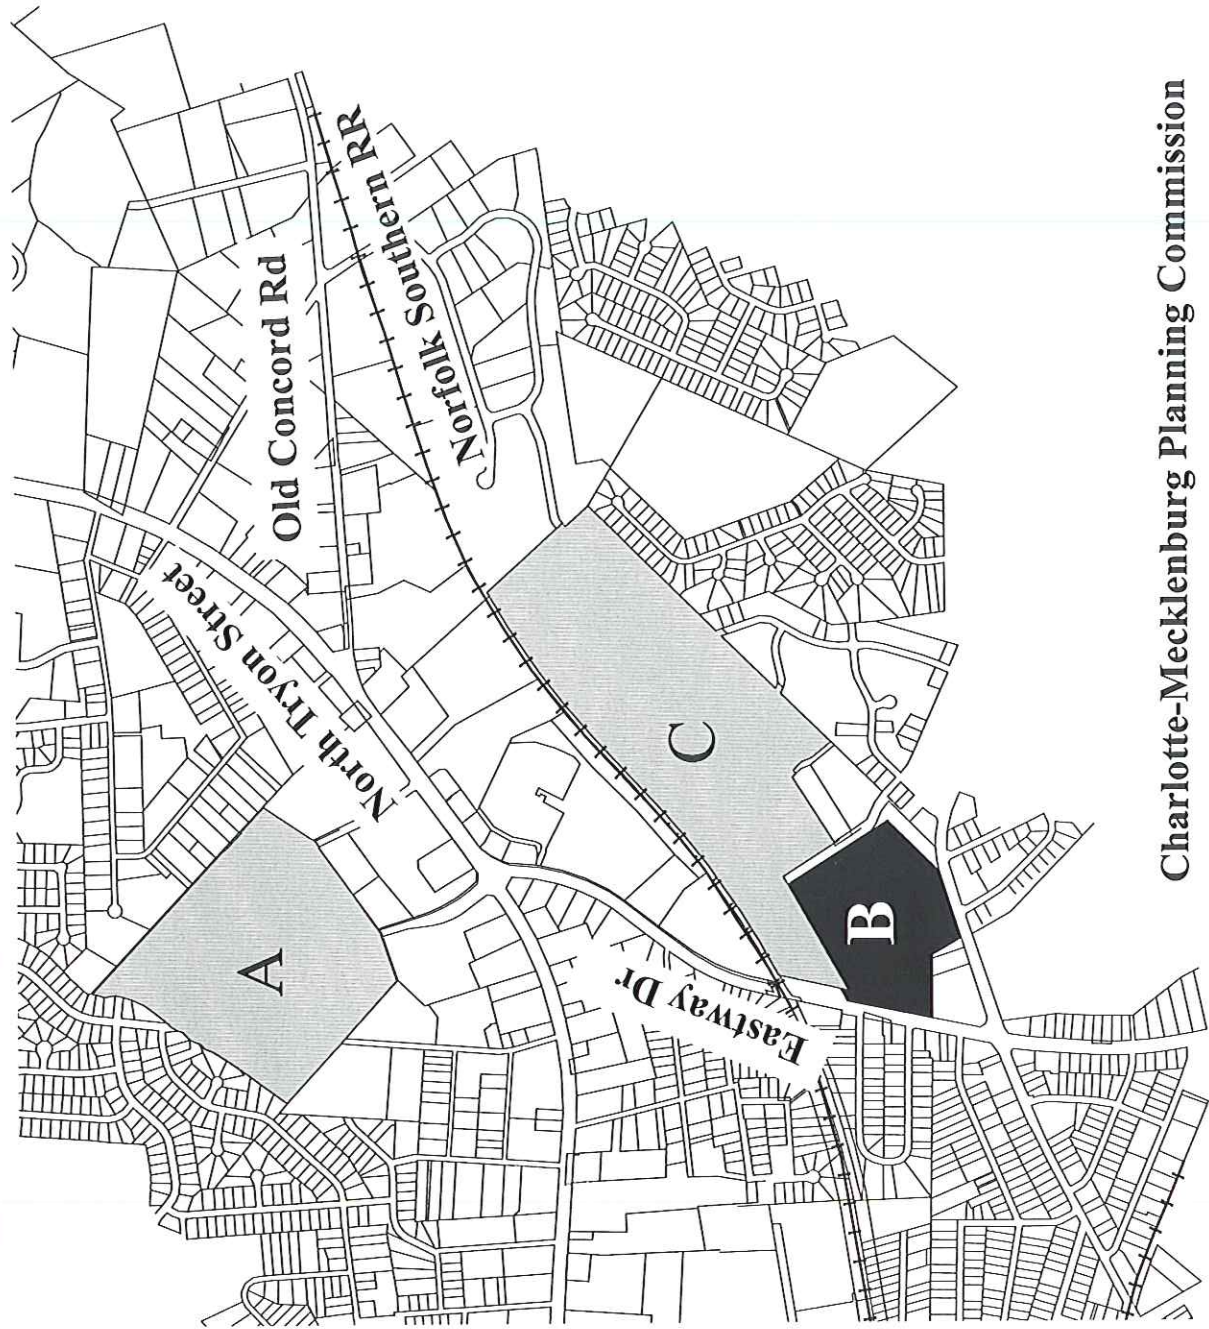 Old Concord Rd
Norfolk Southern RR
North Tryon Street
A
C
B
Eastway Dr
Charlotte-Mecklenburg Planning Commission